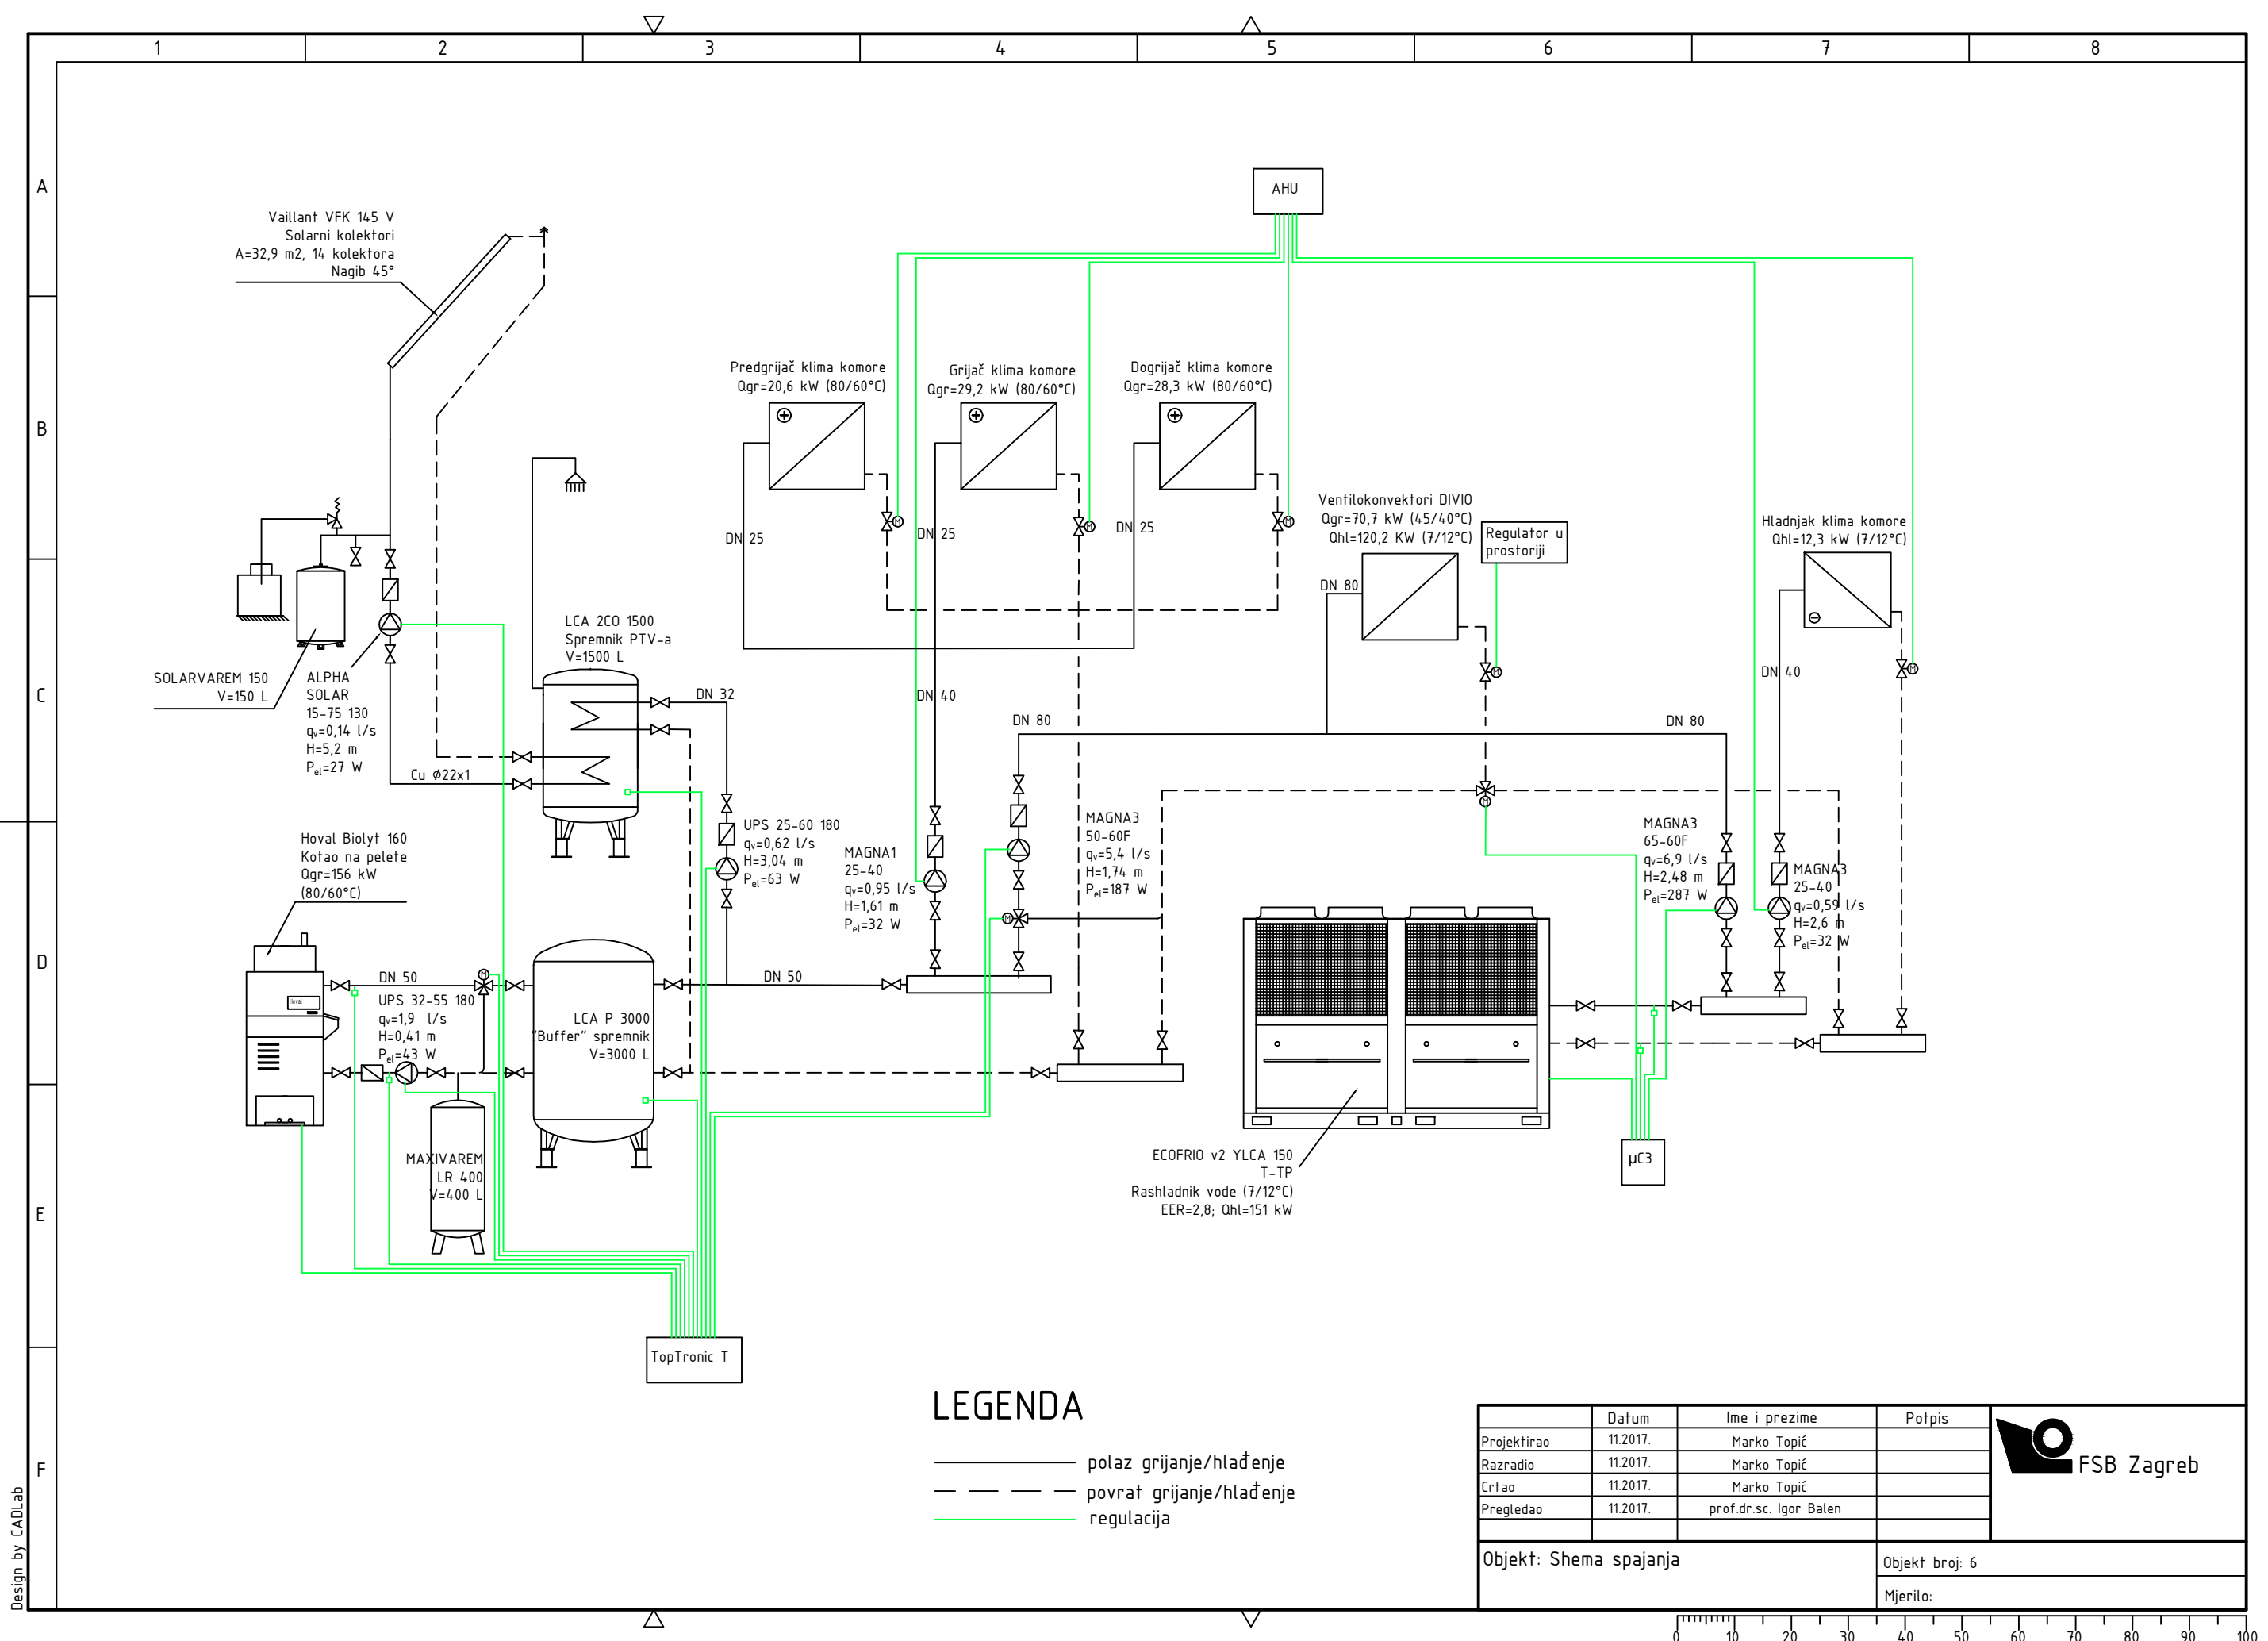 1 2 3 4 5 6 7 8
A
B
C
D
E
F
AHU
Vaillant VFK 145 V
Solarni kolektori
A=32,9 m2, 14 kolektora
Nagib 45°
Predgrijač klima komore
Qgr=20,6 kW (80/60°C)
Grijač klima komore
Qgr=29,2 kW (80/60°C)
Dogrijač klima komore
Qgr=28,3 kW (80/60°C)
M
M
M
DN 25
DN 25
DN 25
Ventilokonvektori DIVIO
Qgr=70,7 kW (45/40°C)
Qhl=120,2 KW (7/12°C)
Regulator u
prostoriji
Hladnjak klima komore
Qhl=12,3 kW (7/12°C)
DN 80
M
M
DN 40
SOLARVAREM 150
V=150 L
ALPHA
SOLAR
15-75 130
qv=0,14 l/s
H=5,2 m
Pel=27 W
LCA 2CO 1500
Spremnik PTV-a
V=1500 L
DN 32
DN 40
DN 80
DN 80
Cu Ø22x1
M
Hoval Biolyt 160
Kotao na pelete
Qgr=156 kW
(80/60°C)
UPS 25-60 180
qv=0,62 l/s
H=3,04 m
Pel=63 W
MAGNA1
25-40
qv=0,95 l/s
H=1,61 m
Pel=32 W
MAGNA3
50-60F
qv=5,4 l/s
H=1,74 m
Pel=187 W
MAGNA3
65-60F
qv=6,9 l/s
H=2,48 m
Pel=287 W
MAGNA3
25-40
qv=0,59 l/s
H=2,6 m
Pel=32 W
M
M
DN 50
DN 50
Hoval
UPS 32-55 180
qv=1,9 l/s
H=0,41 m
Pel=43 W
LCA P 3000
"Buffer" spremnik
V=3000 L
MAXIVAREM
LR 400
V=400 L
ECOFRIO v2 YLCA 150
T-TP
Rashladnik vode (7/12°C)
EER=2,8; Qhl=151 kW
µC3
TopTronic T
LEGENDA
polaz grijanje/hlađenje
povrat grijanje/hlađenje
regulacija
Datum Ime i prezime Potpis
Projektirao 11.2017. Marko Topić
Razradio 11.2017. Marko Topić
Crtao 11.2017. Marko Topić
Pregledao 11.2017. prof.dr.sc. Igor Balen
FSB Zagreb
Objekt: Shema spajanja
Objekt broj: 6
Mjerilo:
Design by CADLab
0 10 20 30 40 50 60 70 80 90 100